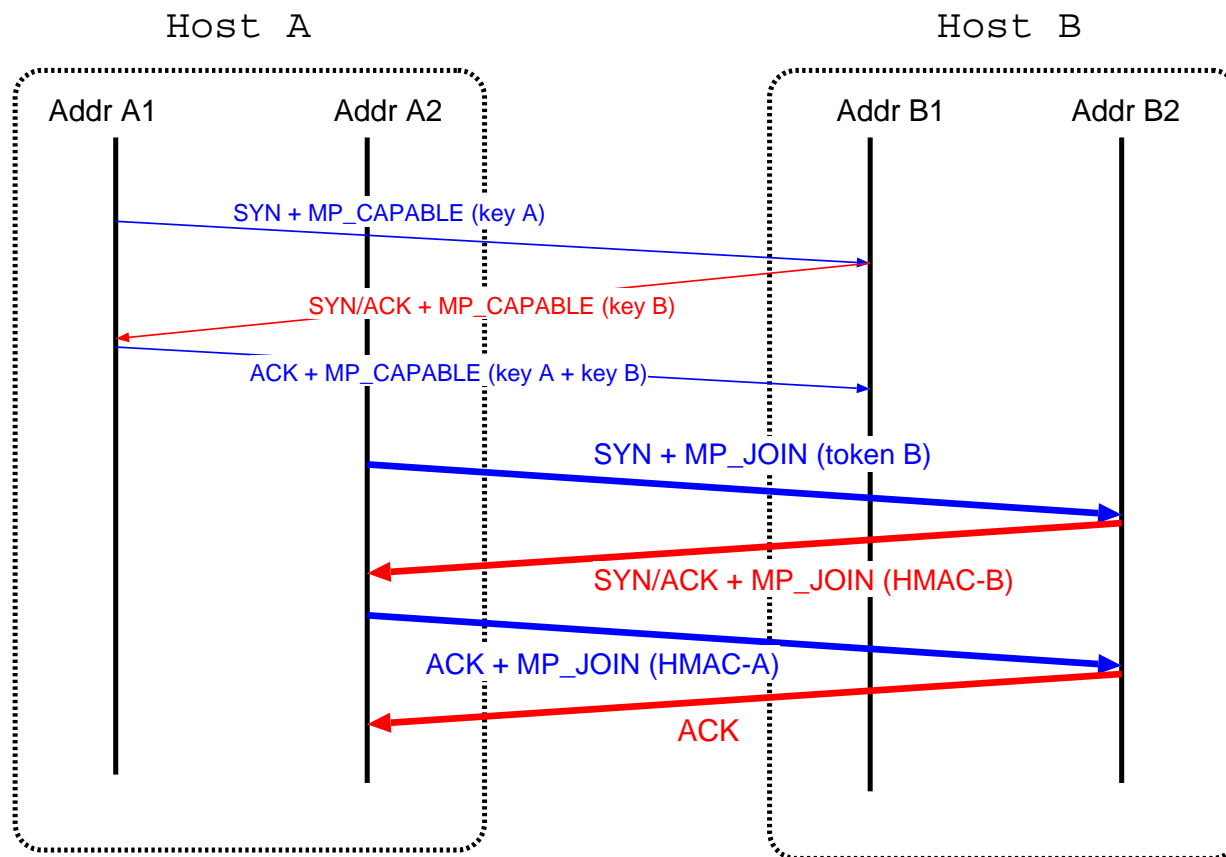 Host A
Host B
Addr A1
Addr A2
Addr B1
Addr B2
SYN + MP_CAPABLE (key A)
SYN/ACK + MP_CAPABLE (key B)
ACK + MP_CAPABLE (key A + key B)
SYN + MP_JOIN (token B)
SYN/ACK + MP_JOIN (HMAC-B)
ACK + MP_JOIN (HMAC-A)
ACK